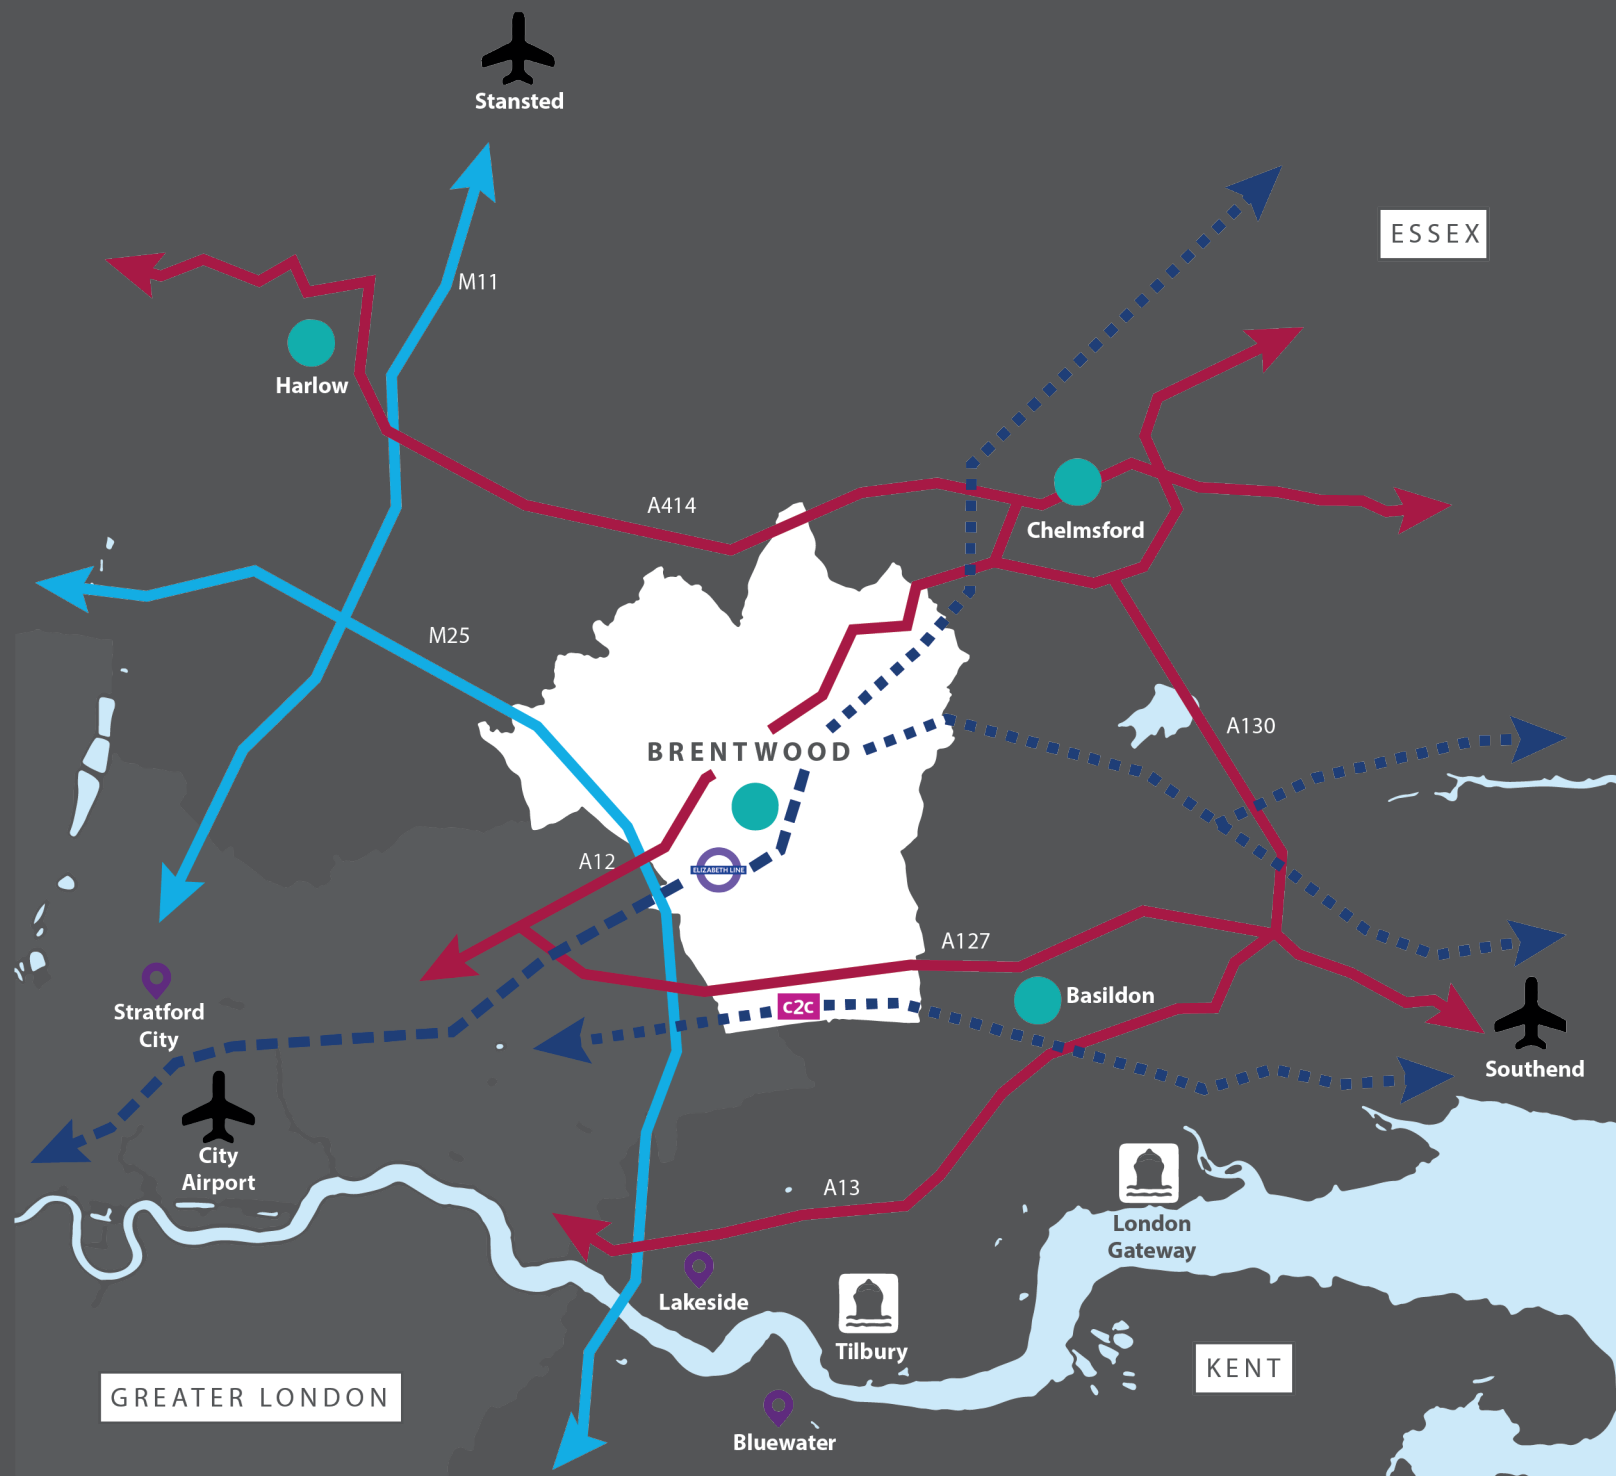 Stansted
ESSEX
M11
Harlow
A414
Chelmsford
M25
A130
BRENTWOOD
A12
ELIZABETH LINE
A127
Basildon
c2c
Stratford
City
Southend
City
Airport
A13
London
Gateway
Lakeside
Tilbury
KENT
GREATER LONDON
Bluewater